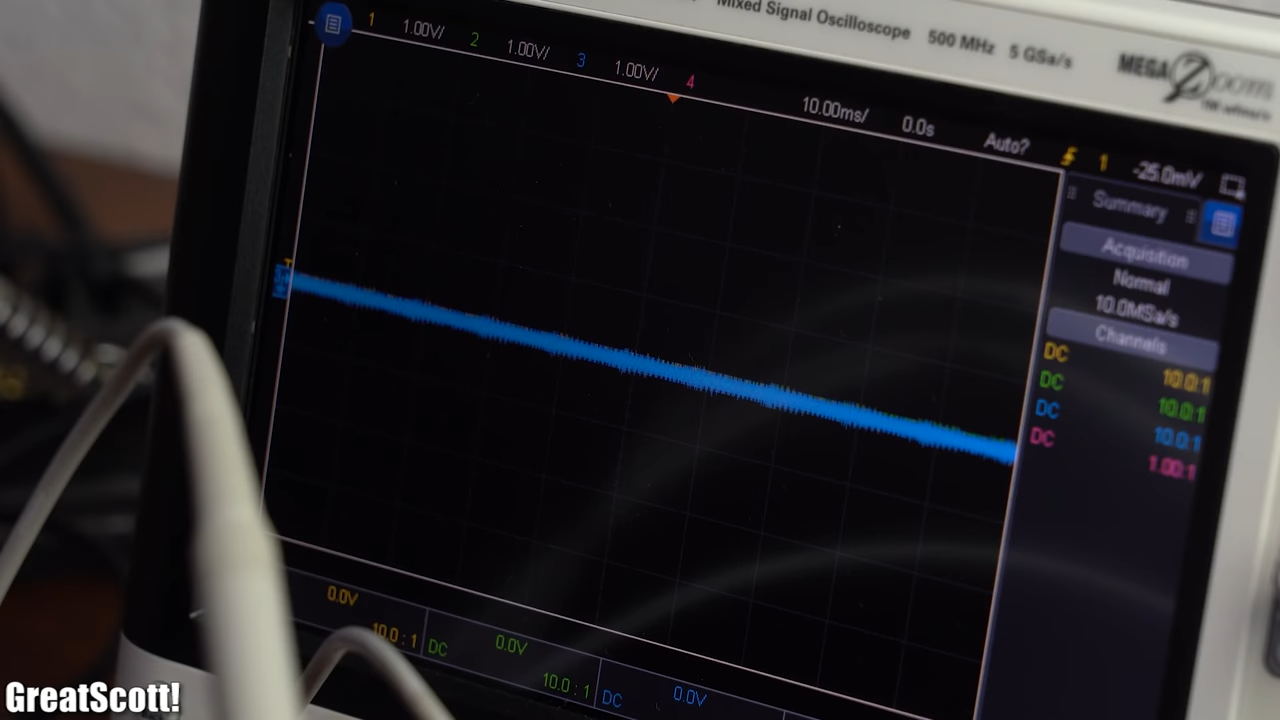 Mixed Signal Oscilloscope 500 MHz 5 GSa/s
MEGA Zoom
1 1.00V/ 2 1.00V/ 3 1.00V/ 4 10.00ms/ 0.0s Auto? 1 -25.0mV
Summary
Acquisition
Normal
10.0MSa/s
Channels
DC 10.0:1
DC 10.0:1
DC 10.0:1
DC 1.00:1
T
0.0V
10.0 : 1
DC 0.0V
10.0 : 1
DC 0.0V
GreatScott!